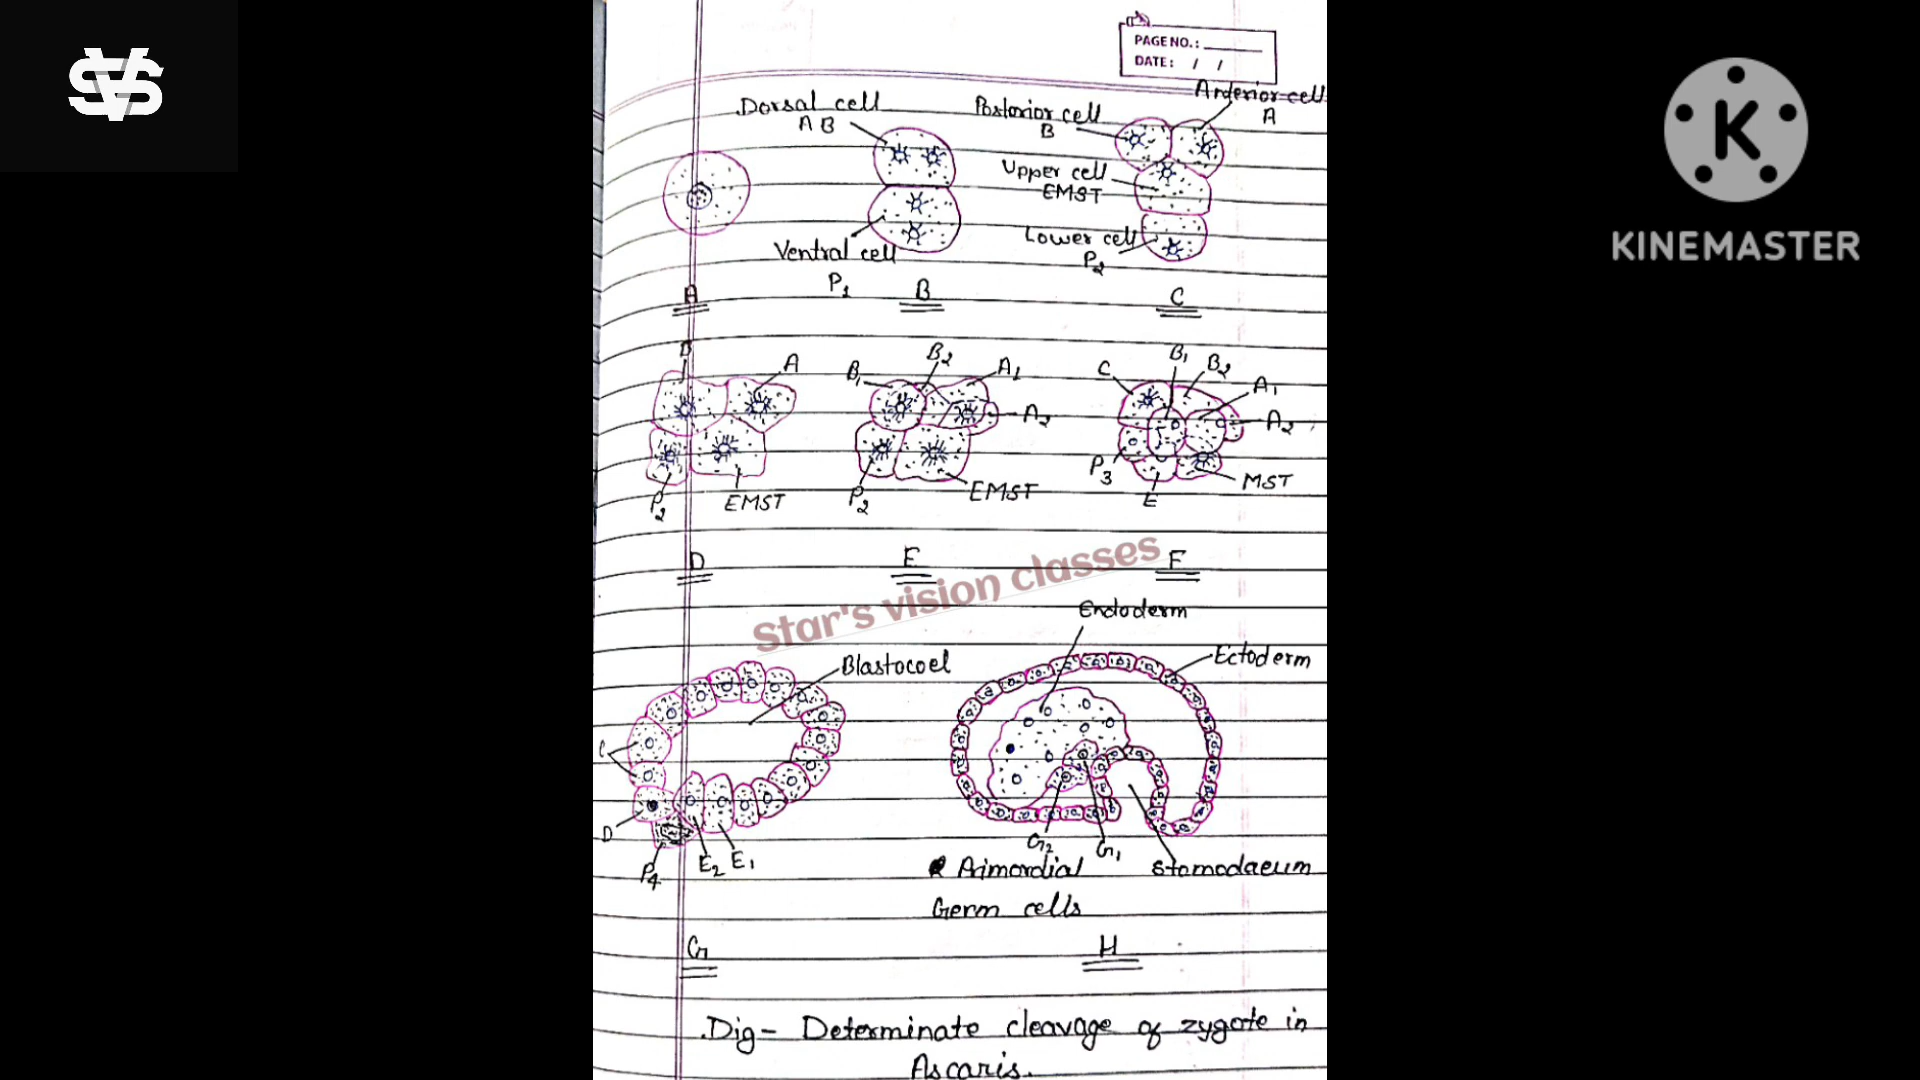 SVS
K
KINEMASTER
PAGE NO.:
DATE: / /
Dorsal cell
AB
Posterior cell
B
Anterior cell
A
Upper cell
EMST
Lower cell
P2
Ventral cell
P1
A
B
C
B
A
P2
EMST
B1
B2
A1
A2
P2
EMST
C
B1
B2
A1
A2
P3
E
MST
D
E
F
Star's vision classes
Endoderm
Blastocoel
Ectoderm
C
D
P4
E2
E1
G2
G1
Primordial
Germ cells
Stomodaeum
G
H
Dig- Determinate cleavage of zygote in
Ascaris.